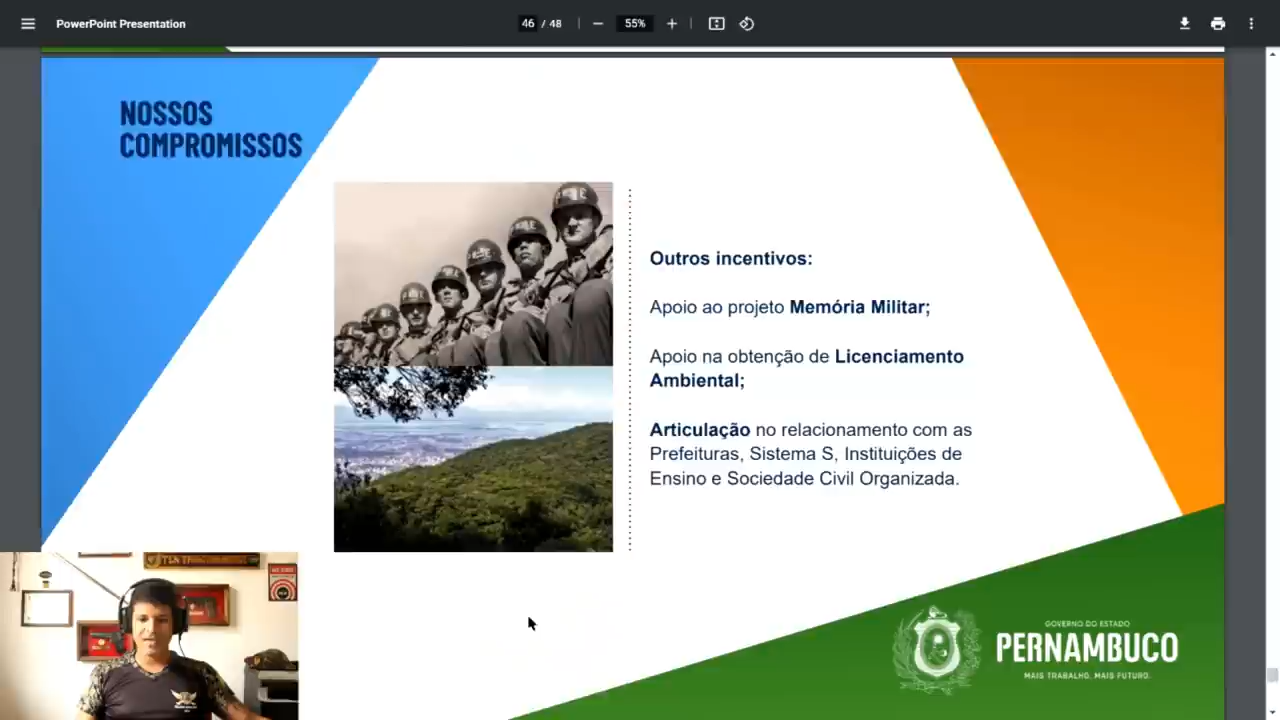 PowerPoint Presentation
46 / 48
55%
NOSSOS
COMPROMISSOS
Outros incentivos:
Apoio ao projeto Memória Militar;
Apoio na obtenção de Licenciamento
Ambiental;
Articulação no relacionamento com as
Prefeituras, Sistema S, Instituições de
Ensino e Sociedade Civil Organizada.
GOVERNO DO ESTADO
PERNAMBUCO
MAIS TRABALHO, MAIS FUTURO.